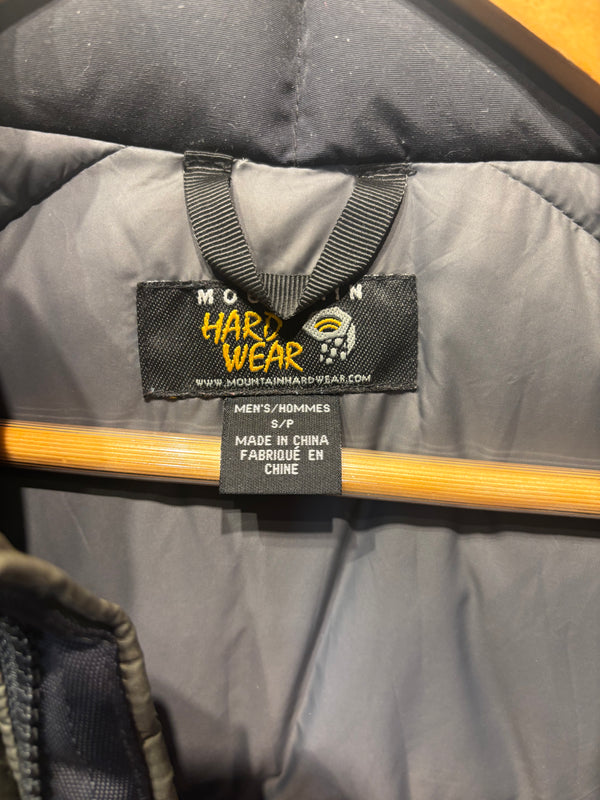 HARD
WEAR
WWW.MOUNTAINHARDWEAR.COM
MEN'S/HOMMES
S/P
MADE IN CHINA
FABRIQUÉ EN
CHINE